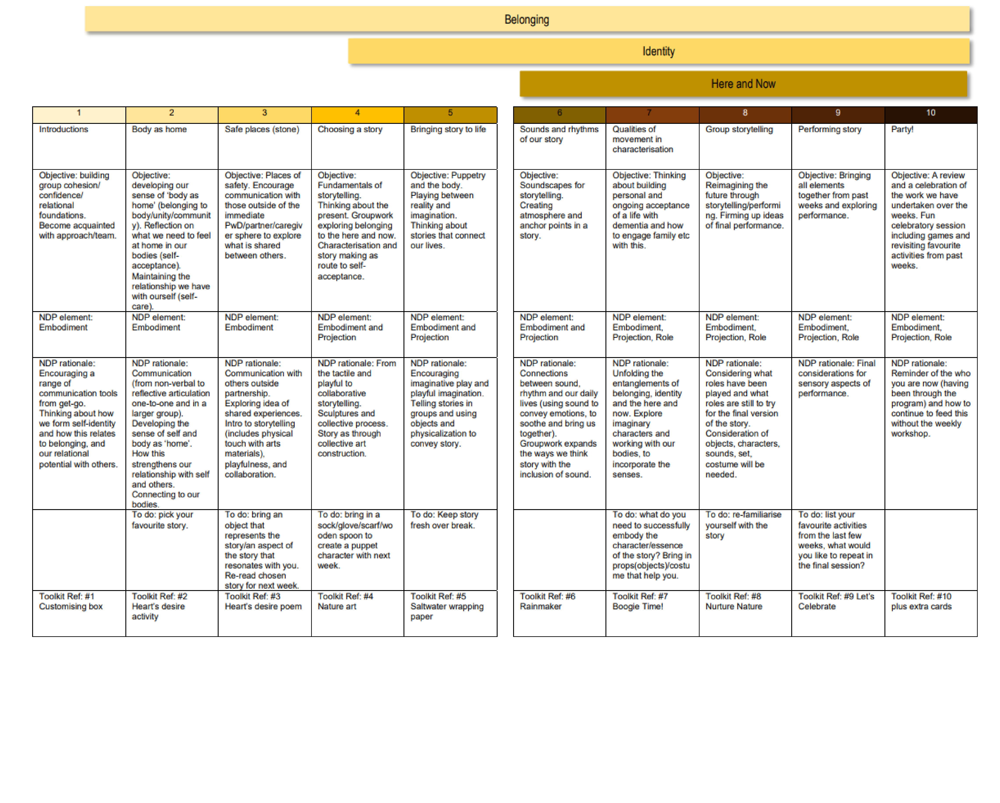 Belonging
Identity
Here and Now
1
2
3
4
5
6
7
8
9
10
Introductions
Body as home
Safe places (stone)
Choosing a story
Bringing story to life
Sounds and rhythms
of our story
Qualities of
movement in
characterisation
Group storytelling
Performing story
Party!
Objective: building
group cohesion/
confidence/
relational
foundations.
Become acquainted
with approach/team.
Objective:
developing our
sense of ‘body as
home’ (belonging to
body/unity/communit
y). Reflection on
what we need to feel
at home in our
bodies (self-
acceptance).
Maintaining the
relationship we have
with ourself (self-
care).
Objective: Places of
safety. Encourage
communication with
those outside of the
immediate
PwD/partner/caregiv
er sphere to explore
what is shared
between others.
Objective:
Fundamentals of
storytelling.
Thinking about the
present. Groupwork
exploring belonging
to the here and now.
Characterisation and
story making as
route to self-
acceptance.
Objective: Puppetry
and the body.
Playing between
reality and
imagination.
Thinking about
stories that connect
our lives.
Objective:
Soundscapes for
storytelling.
Creating
atmosphere and
anchor points in a
story.
Objective: Thinking
about building
personal and
ongoing acceptance
of a life with
dementia and how
to engage family etc
with this.
Objective:
Reimagining the
future through
storytelling/performi
ng. Firming up ideas
of final performance.
Objective: Bringing
all elements
together from past
weeks and exploring
performance.
Objective: A review
and a celebration of
the work we have
undertaken over the
weeks. Fun
celebratory session
including games and
revisiting favourite
activities from past
weeks.
NDP element:
Embodiment
NDP element:
Embodiment
NDP element:
Embodiment
NDP element:
Embodiment and
Projection
NDP element:
Embodiment and
Projection
NDP element:
Embodiment and
Projection
NDP element:
Embodiment,
Projection, Role
NDP element:
Embodiment,
Projection, Role
NDP element:
Embodiment,
Projection, Role
NDP element:
Embodiment,
Projection, Role
NDP rationale:
Encouraging a
range of
communication tools
from get-go.
Thinking about how
we form self-identity
and how this relates
to belonging, and
our relational
potential with others.
NDP rationale:
Communication
(from non-verbal to
reflective articulation
one-to-one and in a
larger group).
Developing the
sense of self and
body as ‘home’.
How this
strengthens our
relationship with self
and others.
Connecting to our
bodies.
NDP rationale:
Communication with
others outside
partnership.
Exploring idea of
shared experiences.
Intro to storytelling
(includes physical
touch with arts
materials),
playfulness, and
collaboration.
NDP rationale: From
the tactile and
playful to
collaborative
storytelling.
Sculptures and
collective process.
Story as through
collective art
construction.
NDP rationale:
Encouraging
imaginative play and
playful imagination.
Telling stories in
groups and using
objects and
physicalization to
convey story.
NDP rationale:
Connections
between sound,
rhythm and our daily
lives (using sound to
convey emotions, to
soothe and bring us
together).
Groupwork expands
the ways we think
story with the
inclusion of sound.
NDP rationale:
Unfolding the
entanglements of
belonging, identity
and the here and
now. Explore
imaginary
characters and
working with our
bodies, to
incorporate the
senses.
NDP rationale:
Considering what
roles have been
played and what
roles are still to try
for the final version
of the story.
Consideration of
objects, characters,
sounds, set,
costume will be
needed.
NDP rationale: Final
considerations for
sensory aspects of
performance.
NDP rationale:
Reminder of the who
you are now (having
been through the
program) and how to
continue to feed this
without the weekly
workshop.
To do: pick your
favourite story.
To do: bring an
object that
represents the
story/an aspect of
the story that
resonates with you.
Re-read chosen
story for next week.
To do: bring in a
sock/glove/scarf/wo
oden spoon to
create a puppet
character with next
week.
To do: Keep story
fresh over break.
To do: what do you
need to successfully
embody the
character/essence
of the story? Bring in
props(objects)/costu
me that help you.
To do: re-familiarise
yourself with the
story
To do: list your
favourite activities
from the last few
weeks, what would
you like to repeat in
the final session?
Toolkit Ref: #1
Customising box
Toolkit Ref: #2
Heart's desire
activity
Toolkit Ref: #3
Heart's desire poem
Toolkit Ref: #4
Nature art
Toolkit Ref: #5
Saltwater wrapping
paper
Toolkit Ref: #6
Rainmaker
Toolkit Ref: #7
Boogie Time!
Toolkit Ref: #8
Nurture Nature
Toolkit Ref: #9 Let's
Celebrate
Toolkit Ref: #10
plus extra cards